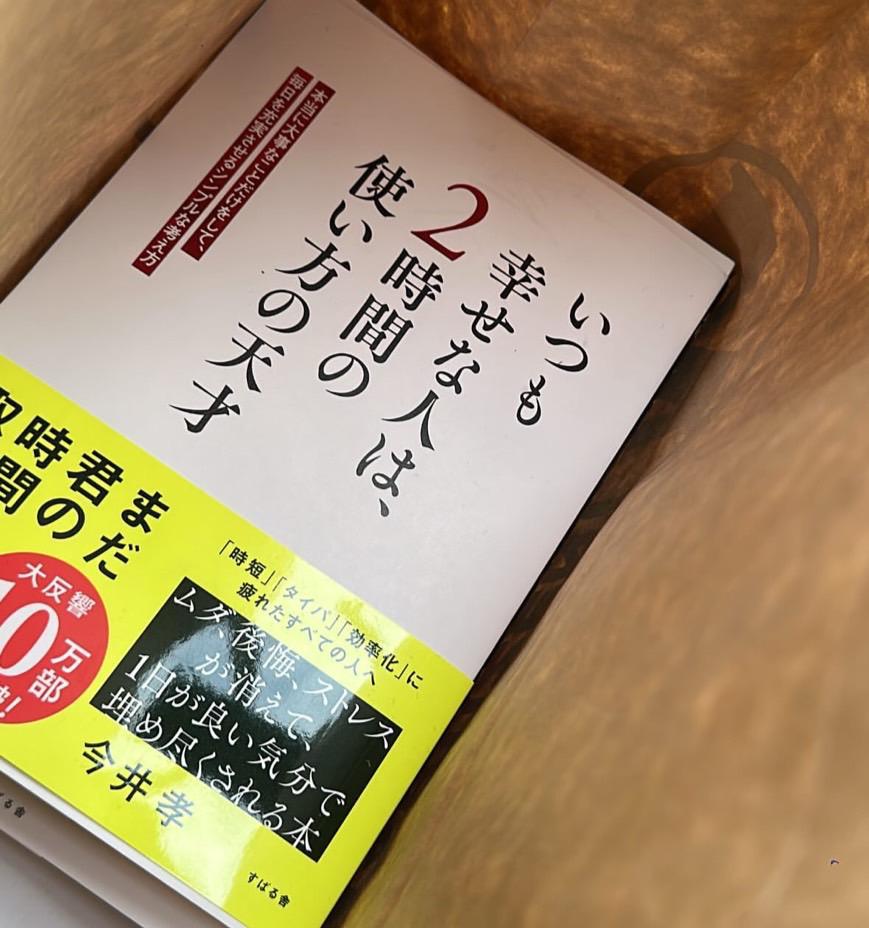 いつも
幸せな人は、
2時間の
使い方の天才
本当に大事なことだけをして、
毎日を充実させるシンプルな考え方
まだ
君の
時間
「時短」「タイパ」「効率化」に
疲れたすべての人へ
ムダ、後悔、ストレス
が消えて、
1日が良い気分で
埋め尽くされる本
大反響
10万部
今井孝
すばる舎